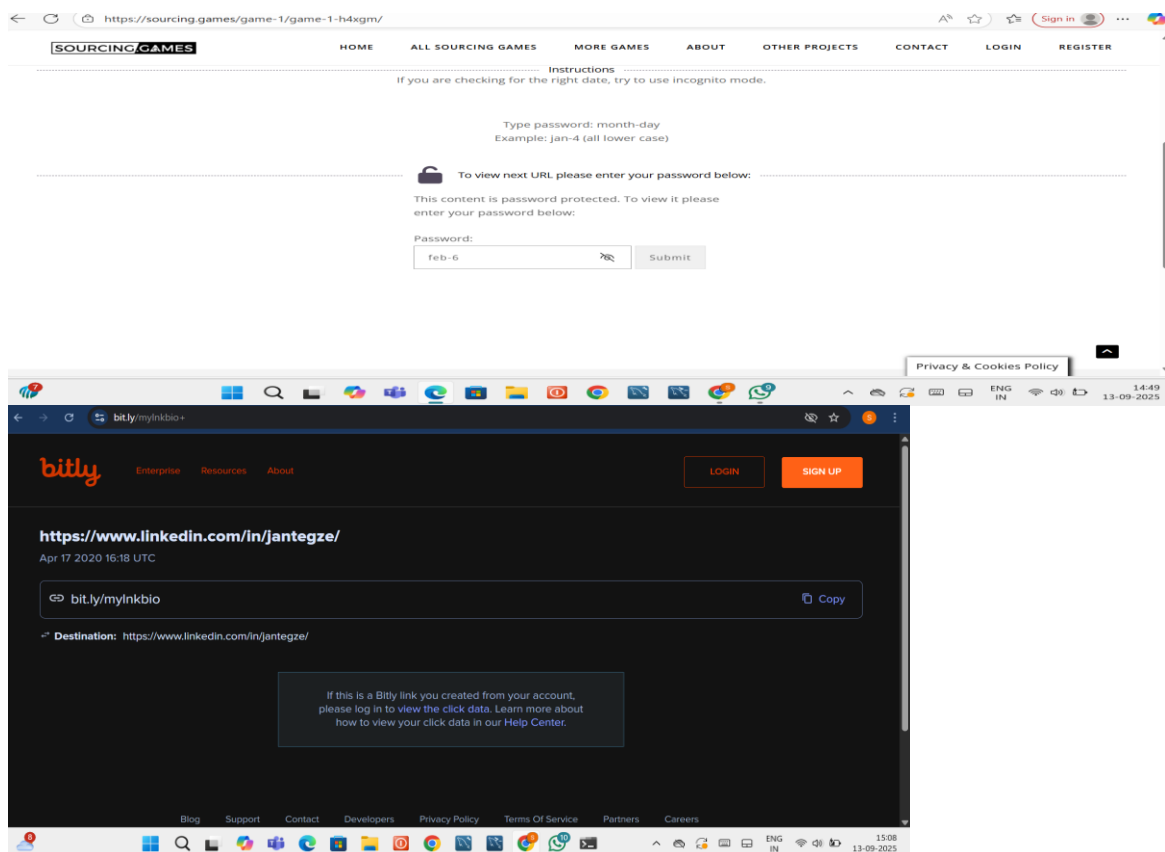 https://sourcing.games/game-1/game-1-h4xgm/
Sign in
SOURCING.GAMES HOME ALL SOURCING GAMES MORE GAMES ABOUT OTHER PROJECTS CONTACT LOGIN REGISTER
Instructions
If you are checking for the right date, try to use incognito mode.
Type password: month-day
Example: jan-4 (all lower case)
To view next URL please enter your password below:
This content is password protected. To view it please
enter your password below:
Password:
feb-6 Submit
Privacy & Cookies Policy
7 9 ENG 14:49
IN 13-09-2025
bit.ly/mylnkbio+ S
bitly Enterprise Resources About LOGIN SIGN UP
https://www.linkedin.com/in/jantegze/
Apr 17 2020 16:18 UTC
bit.ly/mylnkbio Copy
Destination: https://www.linkedin.com/in/jantegze/
If this is a Bitly link you created from your account,
please log in to view the click data. Learn more about
how to view your click data in our Help Center.
Blog Support Contact Developers Privacy Policy Terms Of Service Partners Careers
8 10 ENG 15:08
IN 13-09-2025